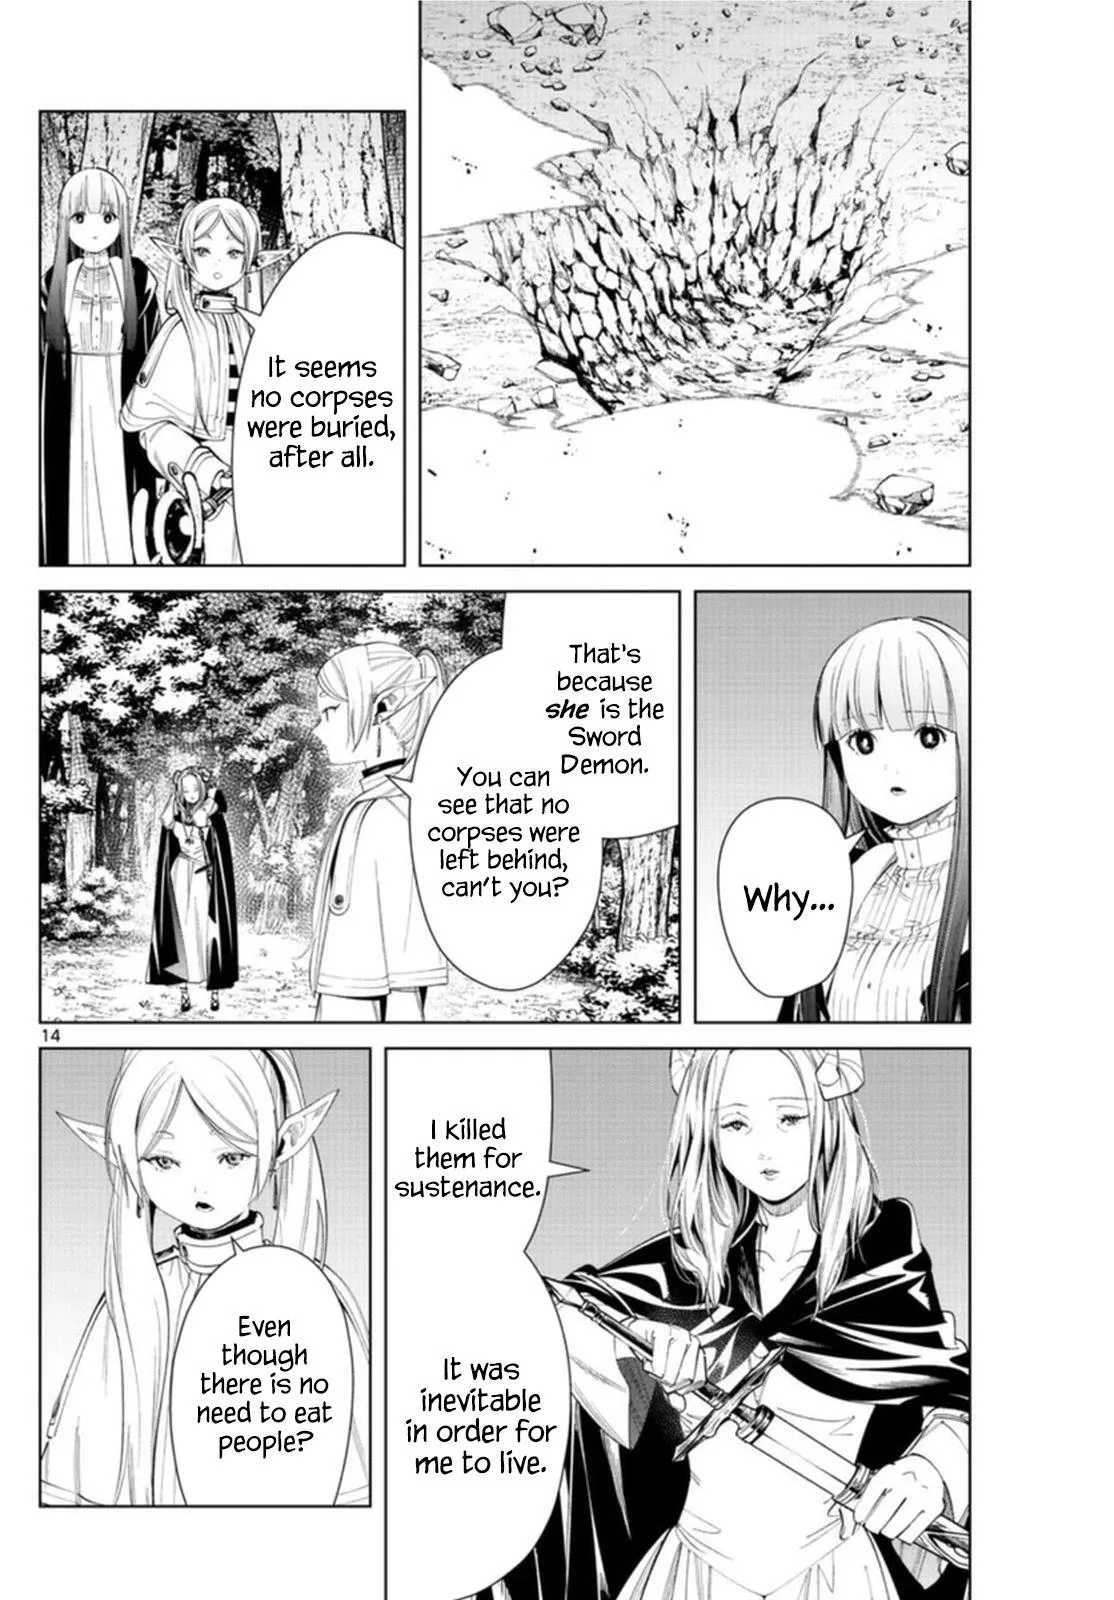 It seems
no corpses
were buried,
after all.
Why...
That's
because
she is the
Sword
Demon.
You can
see that no
corpses were
left behind,
can't you?
14
I killed
them for
sustenance.
It was
inevitable
in order for
me to live.
Even
though
there is no
need to eat
people?